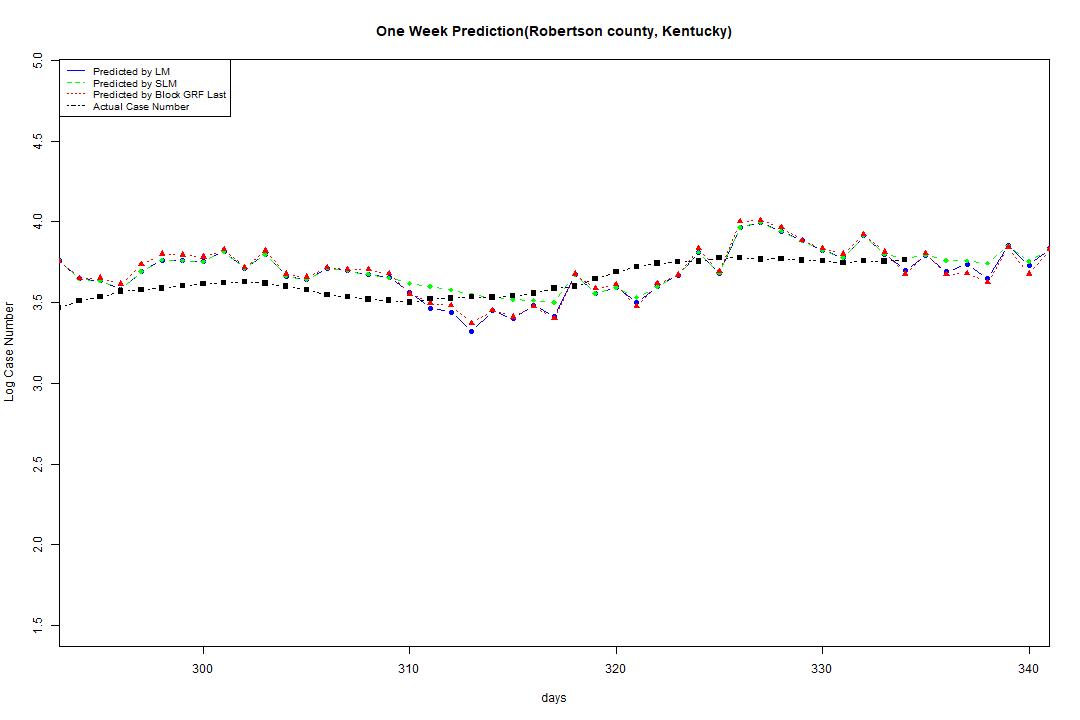 One Week Prediction(Robertson county, Kentucky)
Predicted by LM
Predicted by SLM
Predicted by Block GRF Last
Actual Case Number
5.0
4.5
4.0
3.5
3.0
2.5
2.0
1.5
Log Case Number
300 310 320 330 340
days